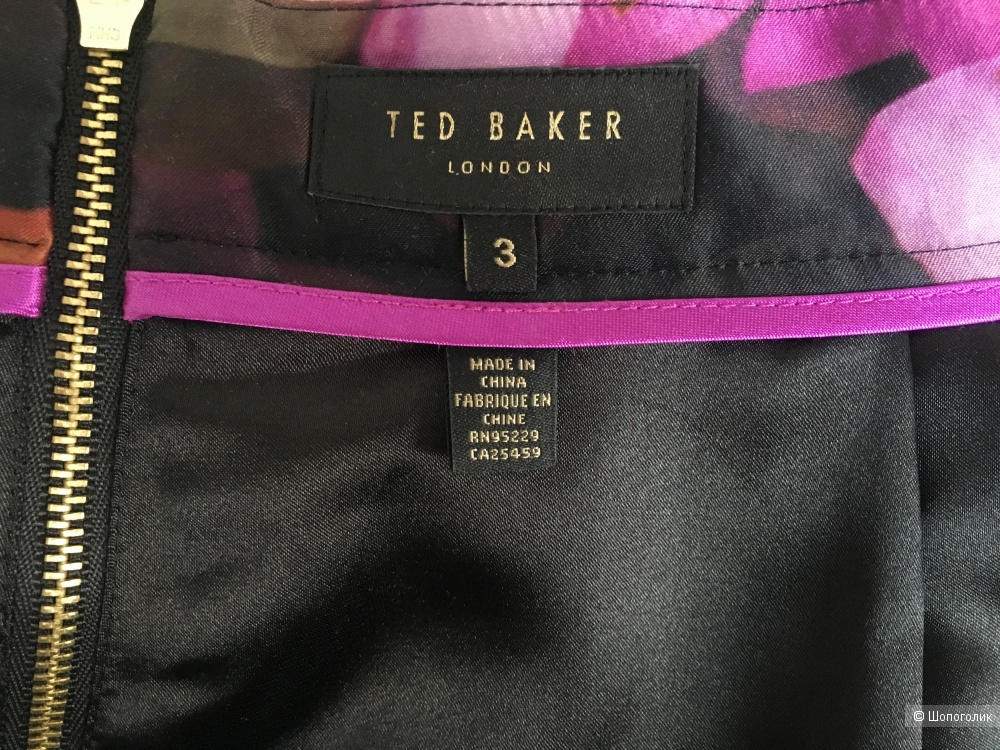 TED BAKER
LONDON
3
MADE IN
CHINA
FABRIQUE EN
CHINE
RN95229
CA25459
© Шопоголик